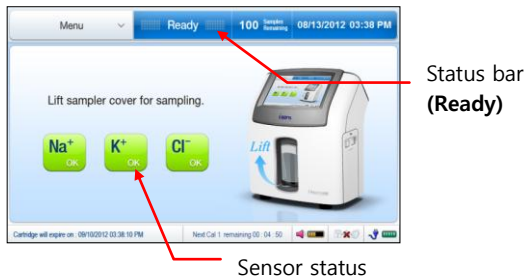 Menu
Ready
100 Samples Remaining
08/13/2012 03:38 PM
Status bar
(Ready)
Lift sampler cover for sampling.
Na⁺ OK
K⁺ OK
Cl⁻ OK
Lift
Cartridge will expire on : 09/10/2012 03:38:10 PM
Next Cal 1 remaining 00 : 04 : 50
Sensor status